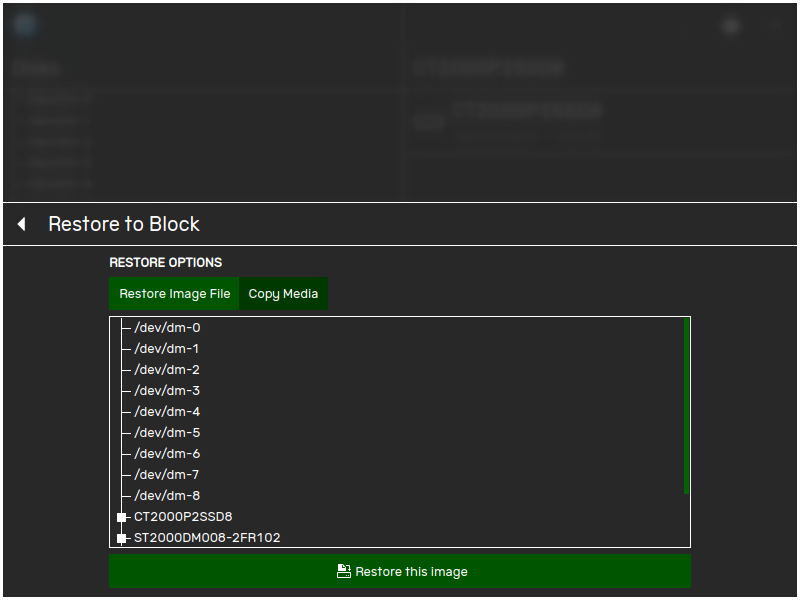 Restore to Block
RESTORE OPTIONS
Restore Image File Copy Media
/dev/dm-0
/dev/dm-1
/dev/dm-2
/dev/dm-3
/dev/dm-4
/dev/dm-5
/dev/dm-6
/dev/dm-7
/dev/dm-8
CT2000P2SSD8
ST2000DM008-2FR102
Restore this image